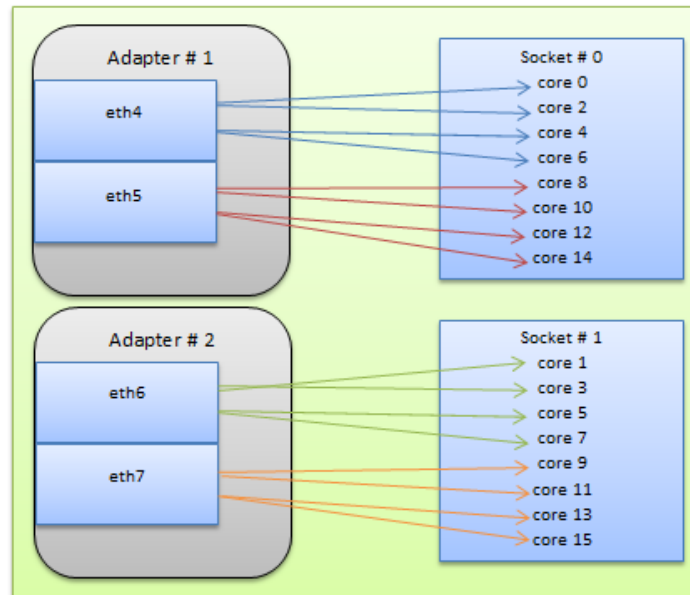 Adapter # 1
eth4
eth5
Socket # 0
core 0
core 2
core 4
core 6
core 8
core 10
core 12
core 14
Adapter # 2
eth6
eth7
Socket # 1
core 1
core 3
core 5
core 7
core 9
core 11
core 13
core 15